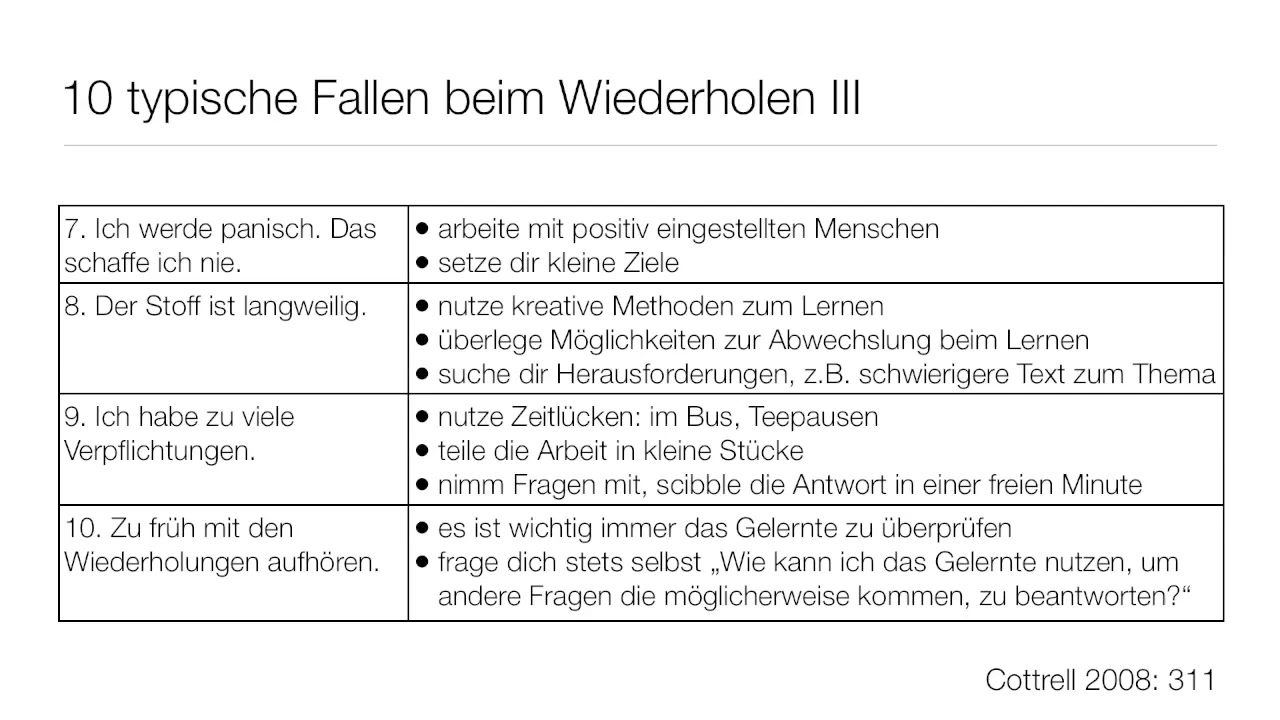 10 typische Fallen beim Wiederholen III
7. Ich werde panisch. Das
schaffe ich nie.
• arbeite mit positiv eingestellten Menschen
• setze dir kleine Ziele
8. Der Stoff ist langweilig.
• nutze kreative Methoden zum Lernen
• überlege Möglichkeiten zur Abwechslung beim Lernen
• suche dir Herausforderungen, z.B. schwierigere Text zum Thema
9. Ich habe zu viele
Verpflichtungen.
• nutze Zeitlücken: im Bus, Teepausen
• teile die Arbeit in kleine Stücke
• nimm Fragen mit, scibble die Antwort in einer freien Minute
10. Zu früh mit den
Wiederholungen aufhören.
• es ist wichtig immer das Gelernte zu überprüfen
• frage dich stets selbst „Wie kann ich das Gelernte nutzen, um
andere Fragen die möglicherweise kommen, zu beantworten?“
Cottrell 2008: 311